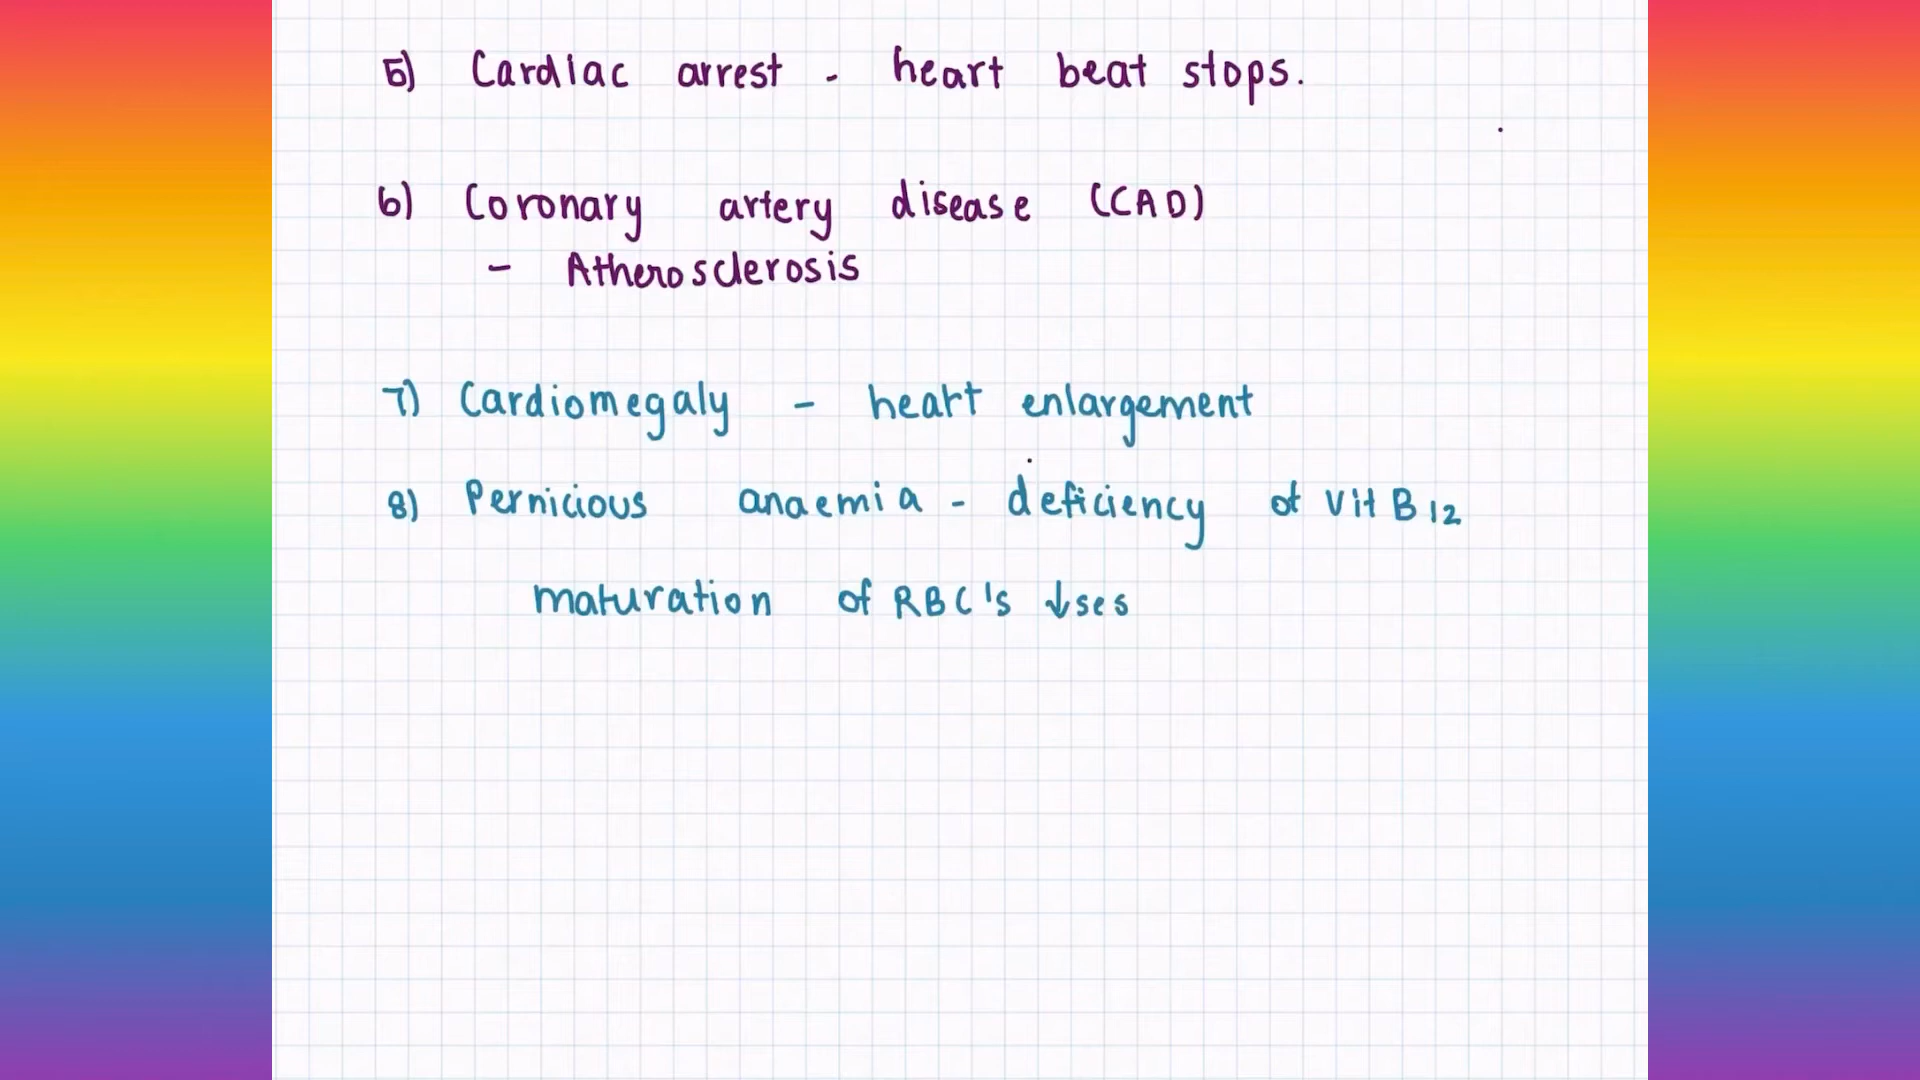 5) Cardiac arrest - heart beat stops.
6) Coronary artery disease (CAD)
- Atherosclerosis
7) Cardiomegaly - heart enlargement
8) Pernicious anaemia - deficiency of Vit B12
maturation of RBC's ↓ses